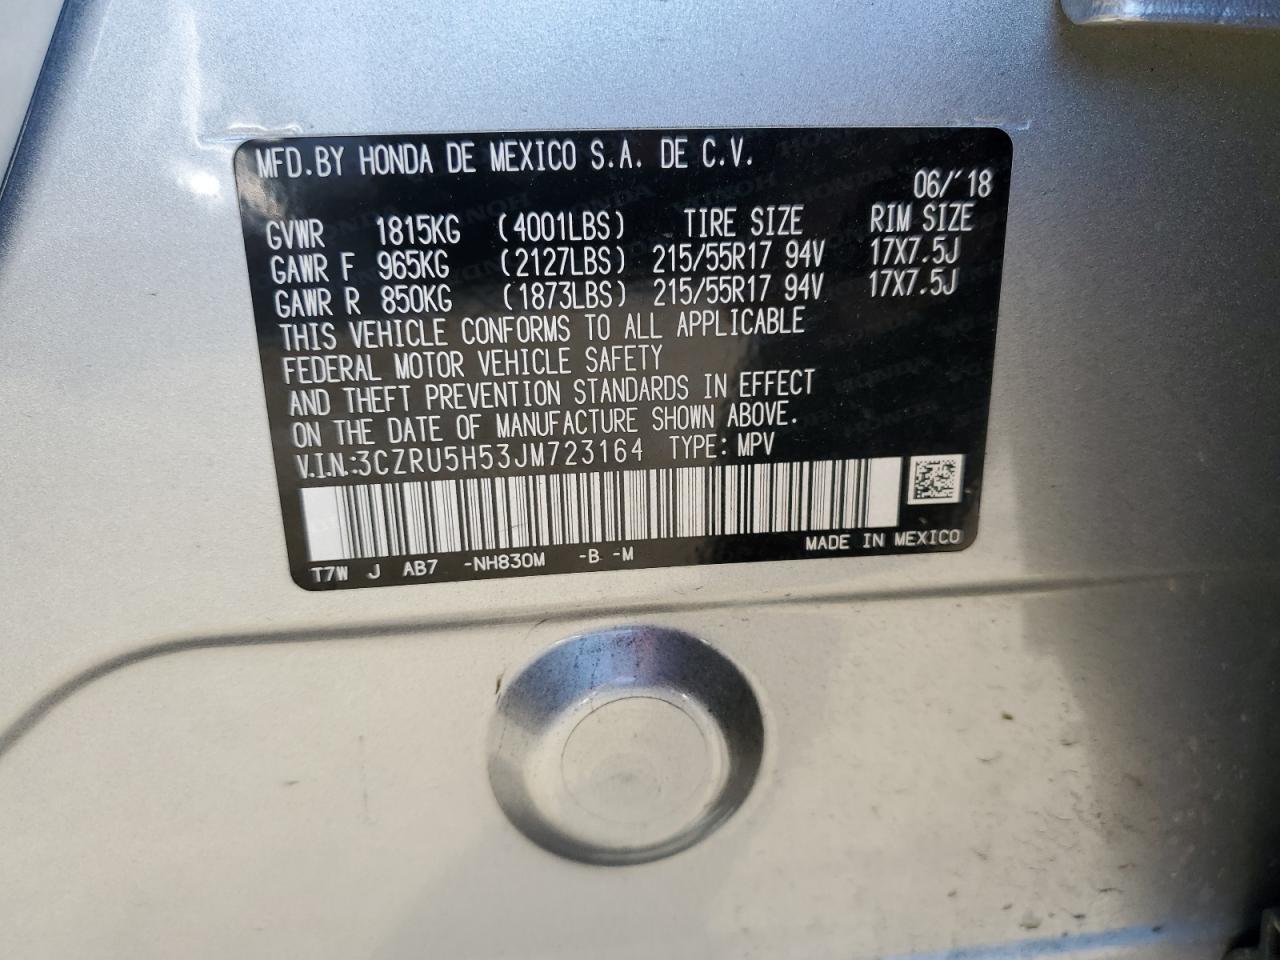 MFD.BY HONDA DE MEXICO S.A. DE C.V.
06/'18
GVWR 1815KG (4001LBS) TIRE SIZE RIM SIZE
GAWR F 965KG (2127LBS) 215/55R17 94V 17X7.5J
GAWR R 850KG (1873LBS) 215/55R17 94V 17X7.5J
THIS VEHICLE CONFORMS TO ALL APPLICABLE
FEDERAL MOTOR VEHICLE SAFETY
AND THEFT PREVENTION STANDARDS IN EFFECT
ON THE DATE OF MANUFACTURE SHOWN ABOVE.
V.I.N.:3CZRU5H53JM723164 TYPE: MPV
MADE IN MEXICO
T7W J AB7 -NH830M -B -M